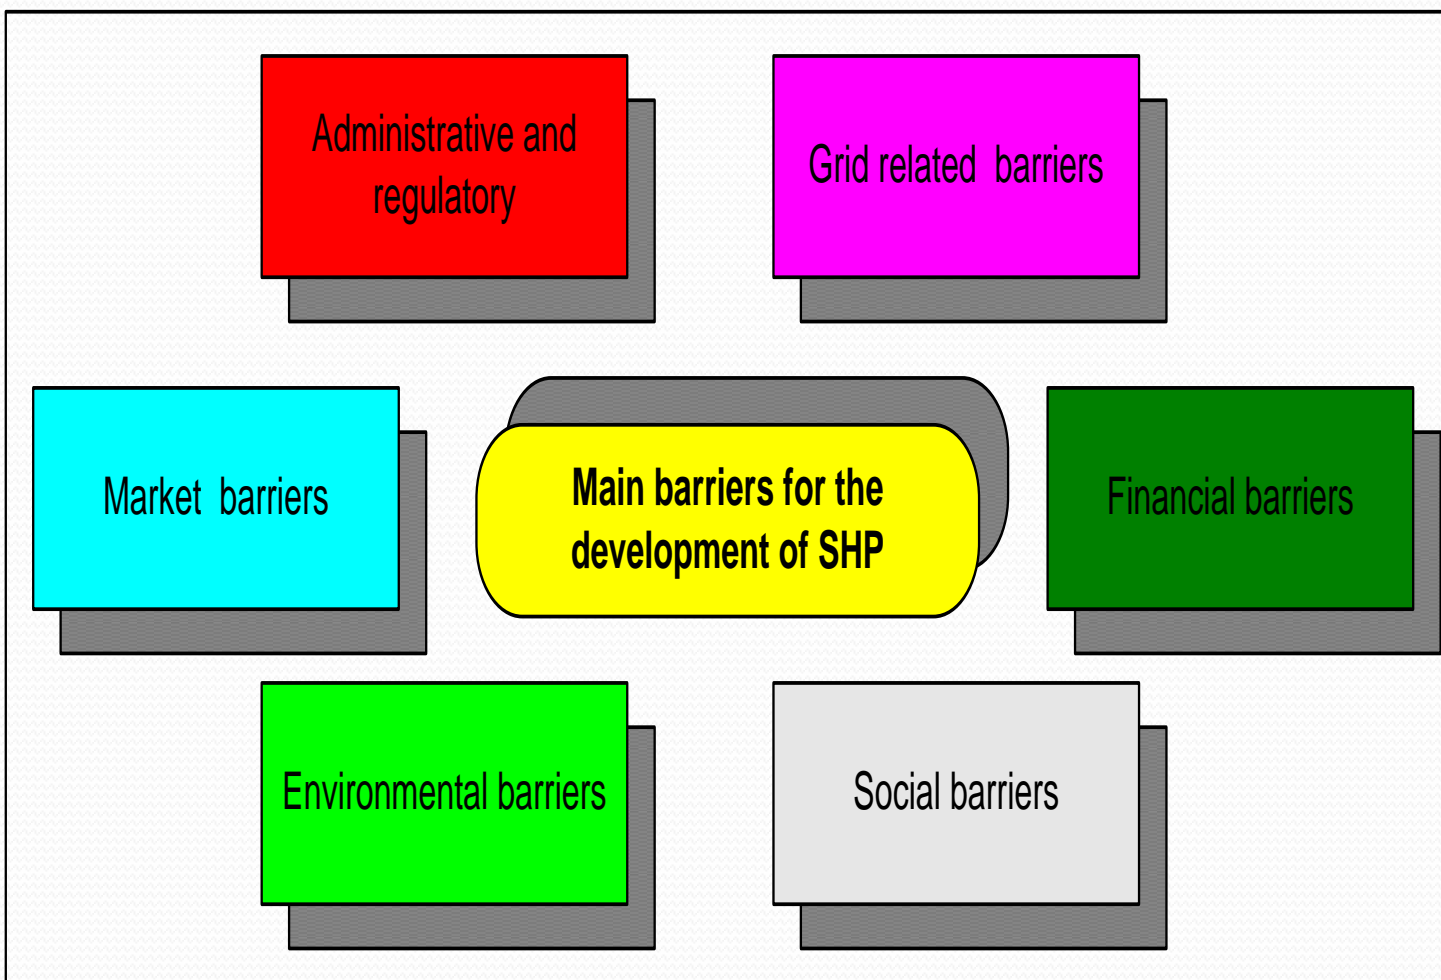 Administrative and
regulatory
Grid related  barriers
Market  barriers
Main barriers for the
development of SHP
Financial barriers
Environmental barriers
Social barriers